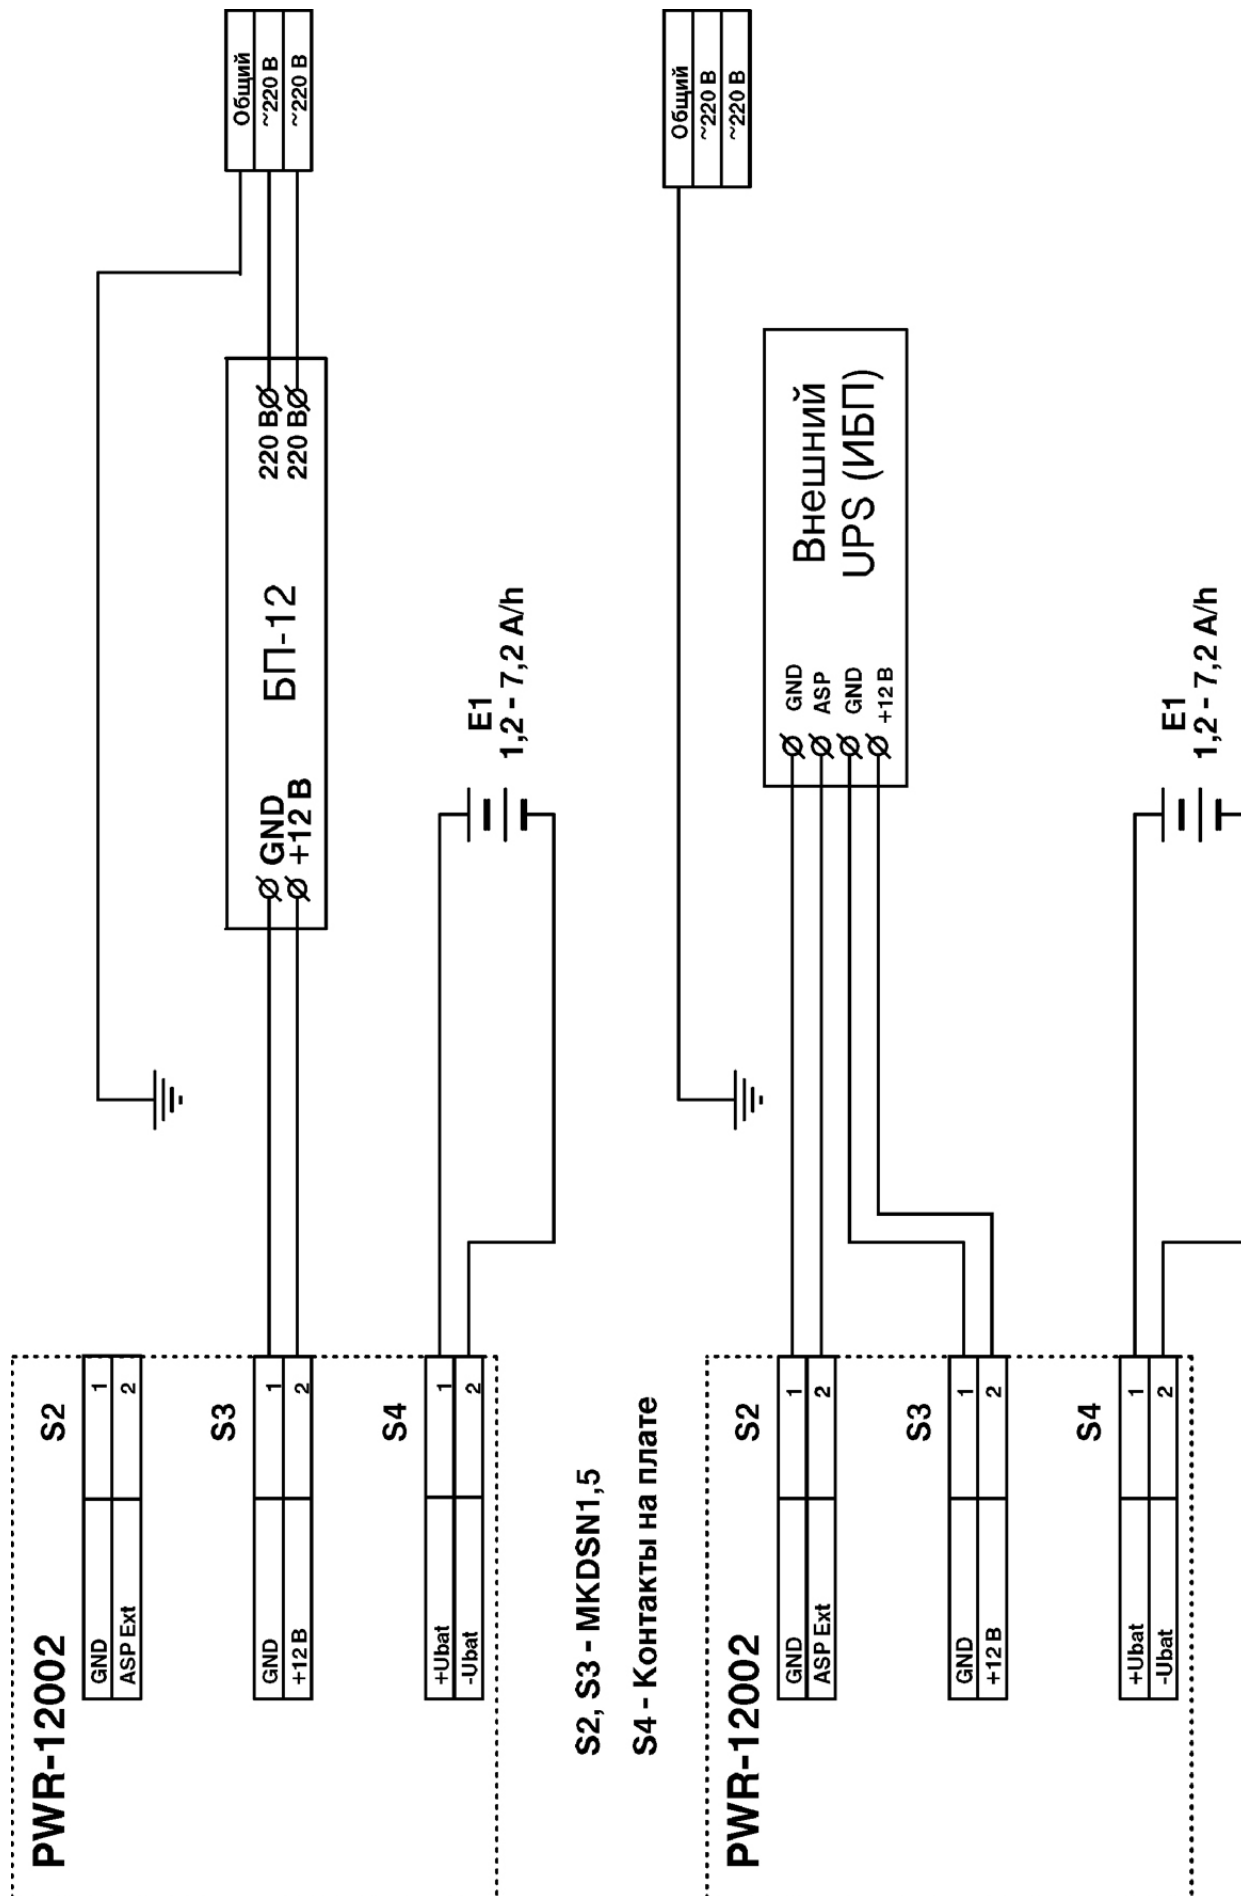 PWR-12002
S2
GND 1
ASP Ext 2
S3
GND 1
+12 В 2
S4
+Ubat 1
-Ubat 2
GND
+12 В
БП-12
220 В
220 В
Общий
~220 В
~220 В
E1
1,2 - 7,2 A/h
S2, S3 - MKDSN1,5
S4 - Контакты на плате
PWR-12002
S2
GND 1
ASP Ext 2
S3
GND 1
+12 В 2
S4
+Ubat 1
-Ubat 2
GND
ASP
GND
+12 В
Внешний
UPS (ИБП)
Общий
~220 В
~220 В
E1
1,2 - 7,2 A/h